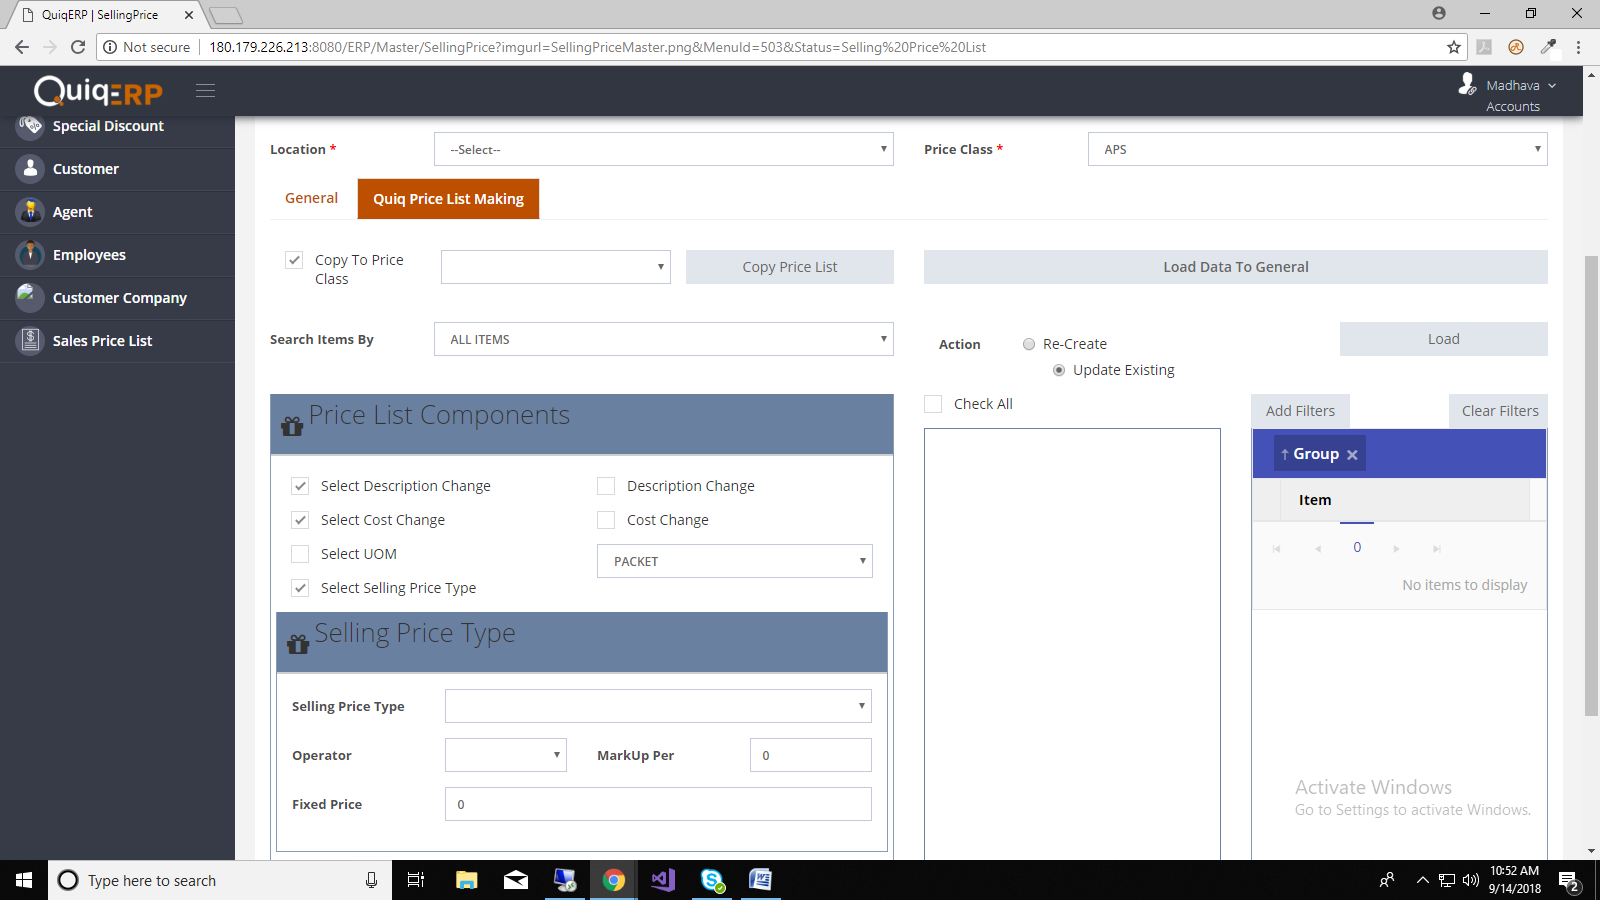 QuiqERP | SellingPrice
Not secure 180.179.226.213:8080/ERP/Master/SellingPrice?imgurl=SellingPriceMaster.png&MenuId=503&Status=Selling%20Price%20List
QuiqERP
Madhava
Accounts
Special Discount
Customer
Agent
Employees
Customer Company
Sales Price List
Location * --Select-- Price Class * APS
General Quiq Price List Making
Copy To Price
Class
Copy Price List Load Data To General
Search Items By ALL ITEMS Action Re-Create Load
Update Existing
Check All Add Filters Clear Filters
Price List Components
Group
Item
0
No items to display
Select Description Change Description Change
Select Cost Change Cost Change
Select UOM PACKET
Select Selling Price Type
Selling Price Type
Selling Price Type
Operator MarkUp Per 0
Fixed Price 0
Activate Windows
Go to Settings to activate Windows.
Type here to search
10:52 AM
9/14/2018
2